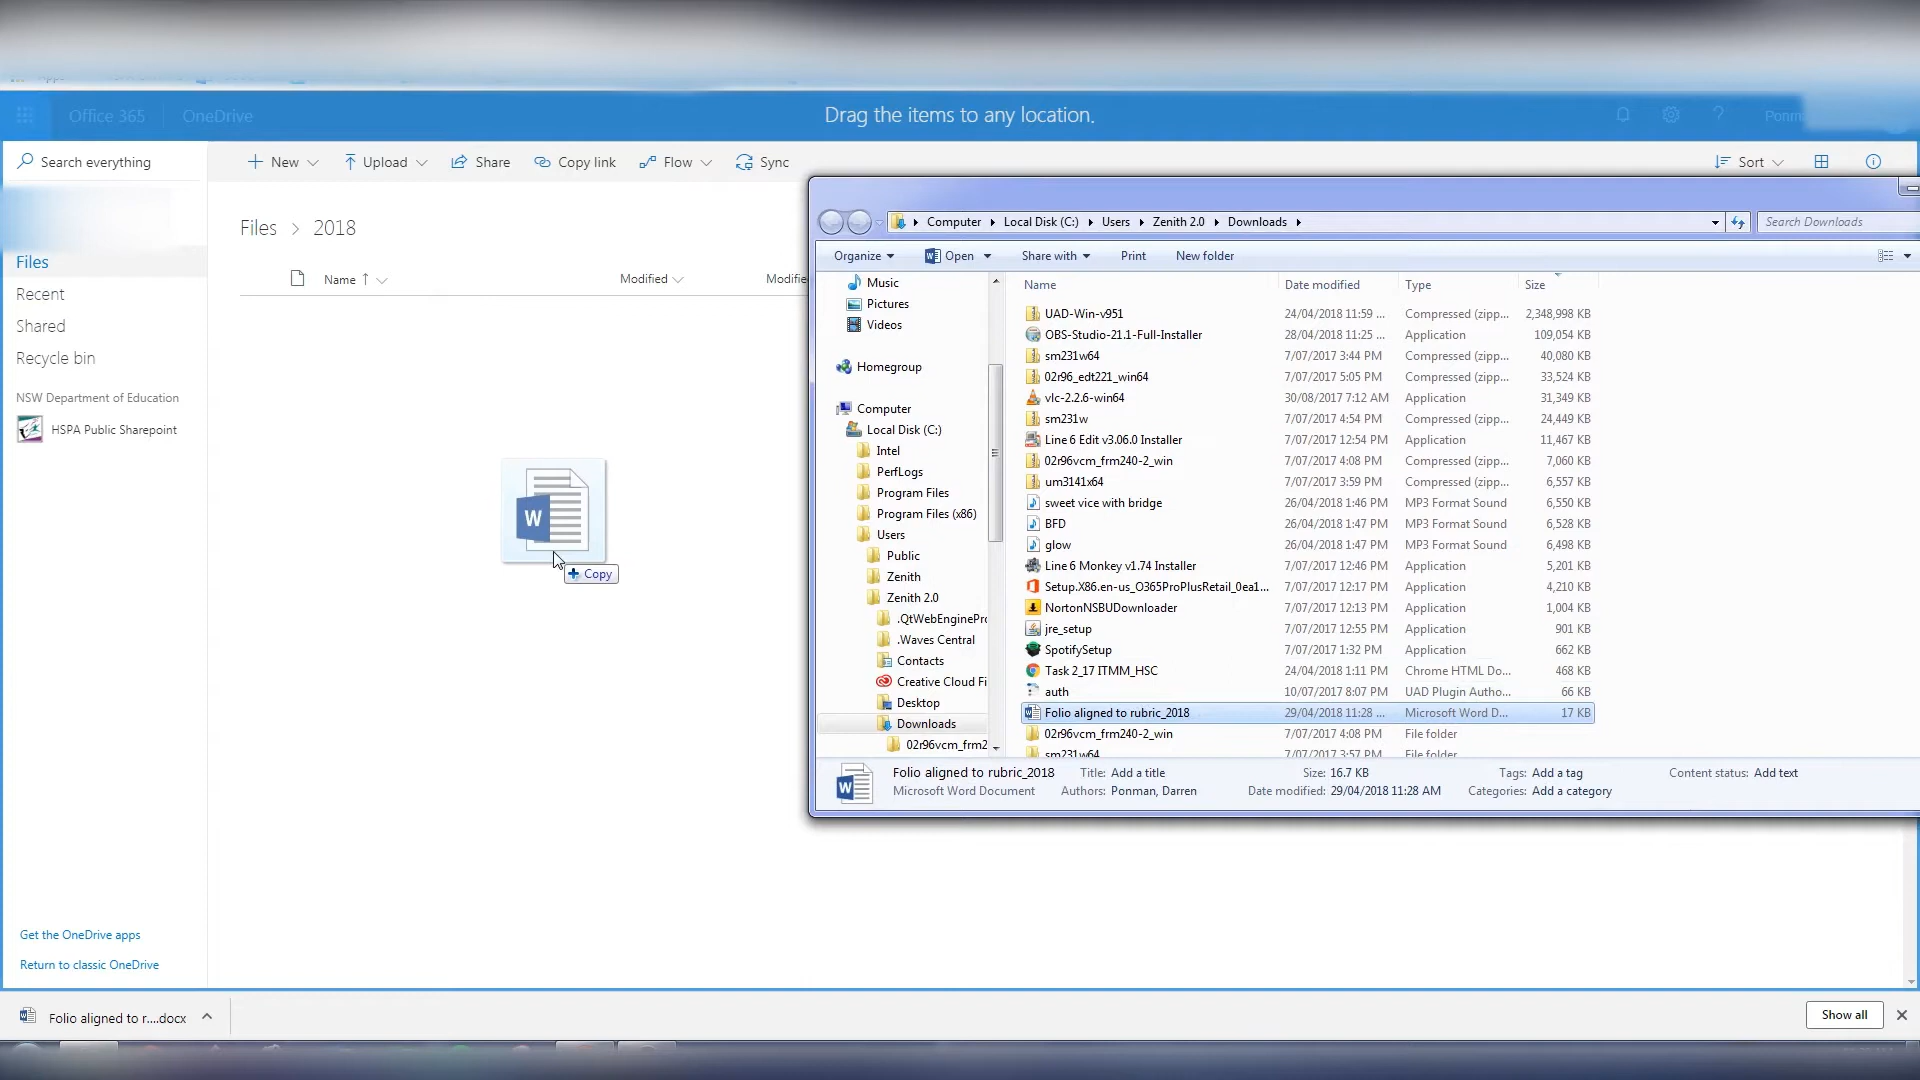 Office 365
OneDrive
Drag the items to any location.
Search everything
New
Upload
Share
Copy link
Flow
Sync
Sort
Files
Recent
Shared
Recycle bin
NSW Department of Education
HSPA Public Sharepoint
Get the OneDrive apps
Return to classic OneDrive
Files > 2018
Name
Modified
W
Copy
Computer
Local Disk (C:)
Users
Zenith 2.0
Downloads
Search Downloads
Organize
Open
Share with
Print
New folder
Music
Pictures
Videos
Homegroup
Computer
Local Disk (C:)
Intel
PerfLogs
Program Files
Program Files (x86)
Users
Public
Zenith
Zenith 2.0
.QtWebEnginePr
.Waves Central
Contacts
Creative Cloud Fi
Desktop
Downloads
02r96vcm_frm2
Name Date modified Type Size
UAD-Win-v951 24/04/2018 11:59 ... Compressed (zipp... 2,348,998 KB
OBS-Studio-21.1-Full-Installer 28/04/2018 11:25 ... Application 109,054 KB
sm231w64 7/07/2017 3:44 PM Compressed (zipp... 40,080 KB
02r96_edt221_win64 7/07/2017 5:05 PM Compressed (zipp... 33,524 KB
vlc-2.2.6-win64 30/08/2017 7:12 AM Application 31,349 KB
sm231w 7/07/2017 4:54 PM Compressed (zipp... 24,449 KB
Line 6 Edit v3.06.0 Installer 7/07/2017 12:54 PM Application 11,467 KB
02r96vcm_frm240-2_win 7/07/2017 4:08 PM Compressed (zipp... 7,060 KB
um3141x64 7/07/2017 3:59 PM Compressed (zipp... 6,557 KB
sweet vice with bridge 26/04/2018 1:46 PM MP3 Format Sound 6,550 KB
BFD 26/04/2018 1:47 PM MP3 Format Sound 6,528 KB
glow 26/04/2018 1:47 PM MP3 Format Sound 6,498 KB
Line 6 Monkey v1.74 Installer 7/07/2017 12:46 PM Application 5,201 KB
Setup.X86.en-us_O365ProPlusRetail_0ea1... 7/07/2017 12:17 PM Application 4,210 KB
NortonNSBUDownloader 7/07/2017 12:13 PM Application 1,004 KB
jre_setup 7/07/2017 12:55 PM Application 901 KB
SpotifySetup 7/07/2017 1:32 PM Application 662 KB
Task 2_17 ITMM_HSC 24/04/2018 1:11 PM Chrome HTML Do... 468 KB
auth 10/07/2017 8:07 PM UAD Plugin Autho... 66 KB
Folio aligned to rubric_2018 29/04/2018 11:28 ... Microsoft Word D... 17 KB
02r96vcm_frm240-2_win 7/07/2017 4:08 PM File folder
sm231w64 7/07/2017 3:57 PM File folder
Folio aligned to rubric_2018 Title: Add a title Size: 16.7 KB Tags: Add a tag Content status: Add text
Microsoft Word Document Authors: Ponman, Darren Date modified: 29/04/2018 11:28 AM Categories: Add a category
Folio aligned to r....docx
Show all